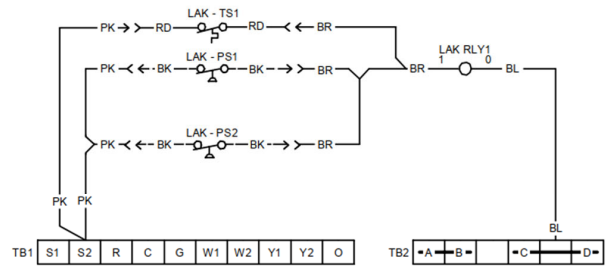 LAK - TS1
PK RD RD BR
LAK - PS1 LAK RLY1
1 0
PK BK BK BR BR BL
LAK - PS2
PK BK BK BR
PK PK BL
TB1 S1 S2 R C G W1 W2 Y1 Y2 O TB2 A B C D